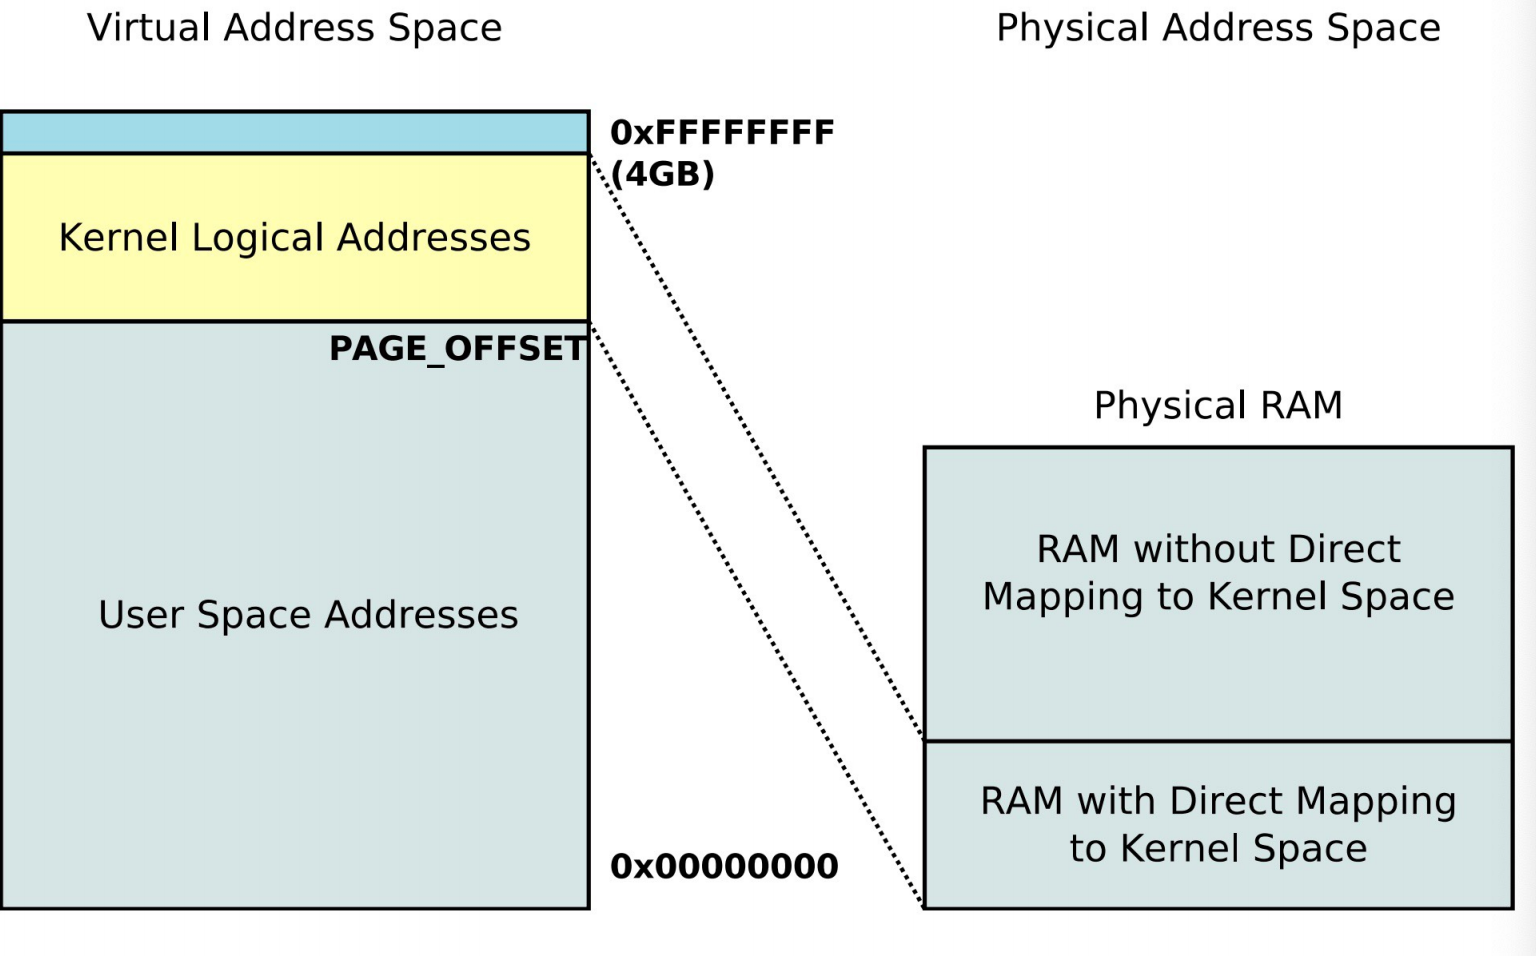 Virtual Address Space
Physical Address Space
0xFFFFFFFF
(4GB)
Kernel Logical Addresses
PAGE_OFFSET
Physical RAM
RAM without Direct
Mapping to Kernel Space
User Space Addresses
RAM with Direct Mapping
to Kernel Space
0x00000000